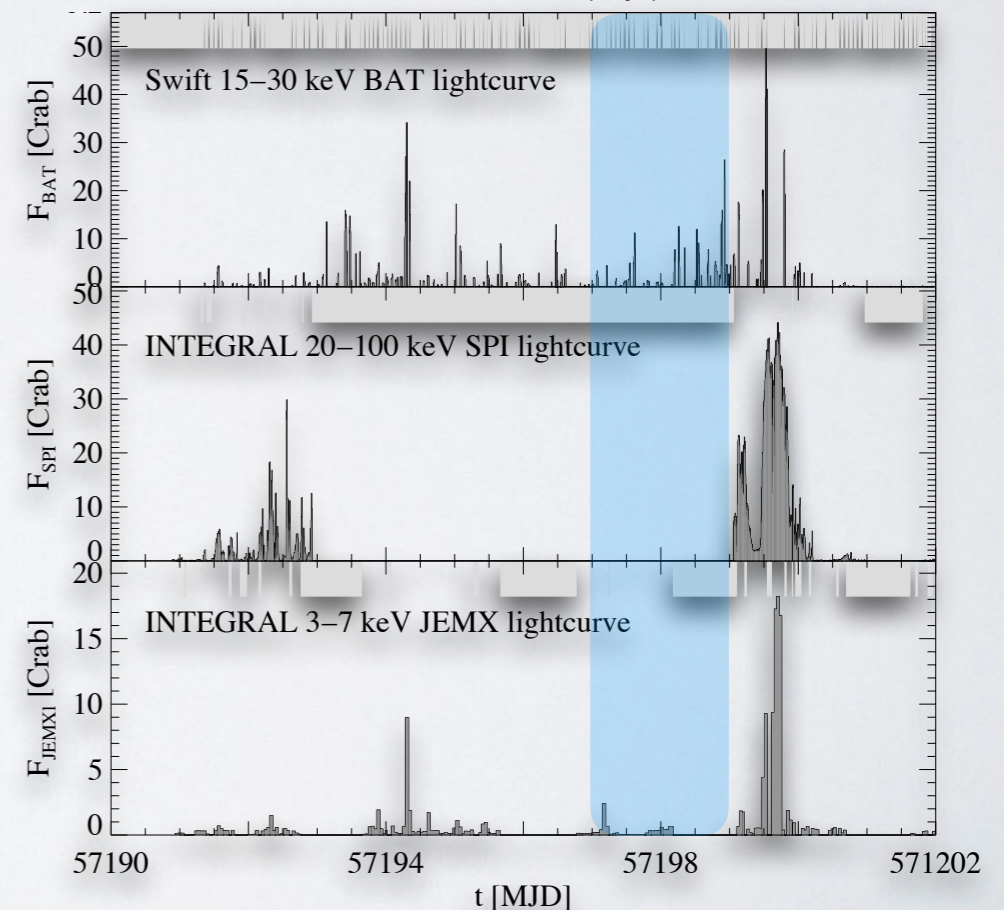 50
Swift 15–30 keV BAT lightcurve
40
30
20
10
0
F_BAT [Crab]
50
INTEGRAL 20–100 keV SPI lightcurve
40
30
20
10
0
F_SPI [Crab]
20
INTEGRAL 3–7 keV JEMX lightcurve
15
10
5
0
F_JEMX1 [Crab]
57190 57194 57198 571202
t [MJD]